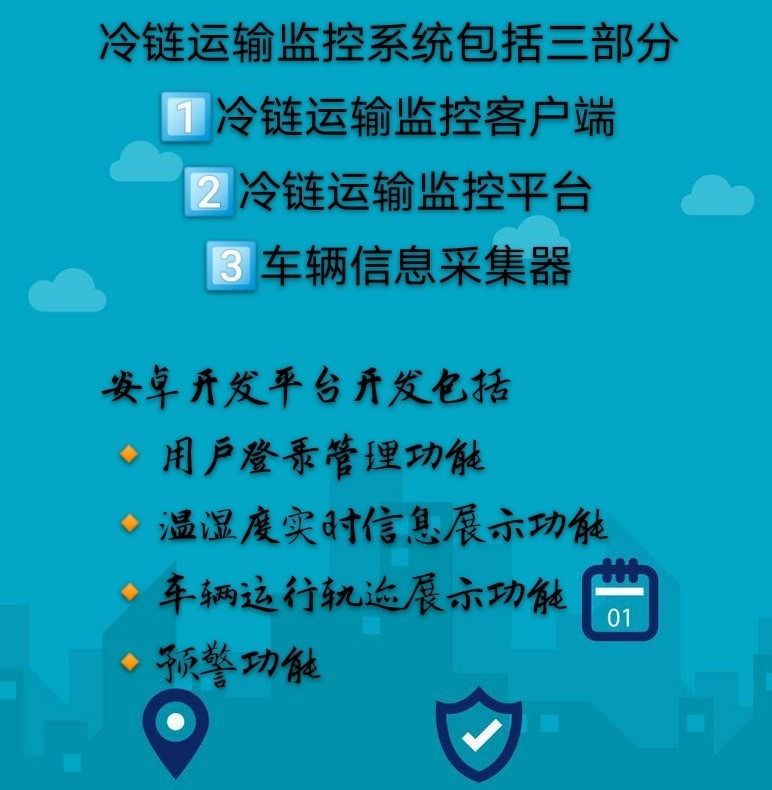 冷链运输监控系统包括三部分
1冷链运输监控客户端
2冷链运输监控平台
3车辆信息采集器
安卓开发平台开发包括
用户登录管理功能
温湿度实时信息展示功能
车辆运行轨迹展示功能
01
预警功能